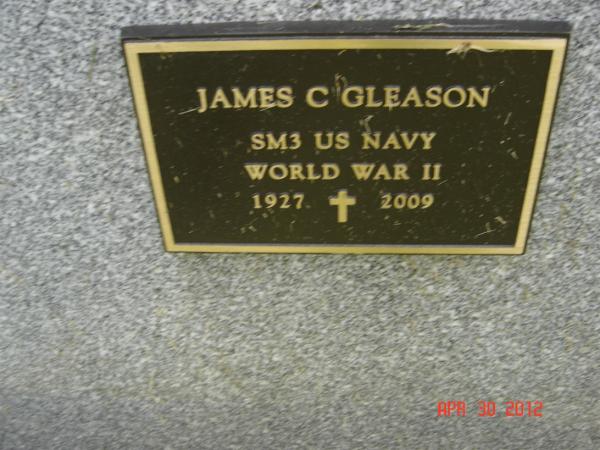 JAMES C GLEASON
SM3 US NAVY
WORLD WAR II
1927 2009
APR 30 2012